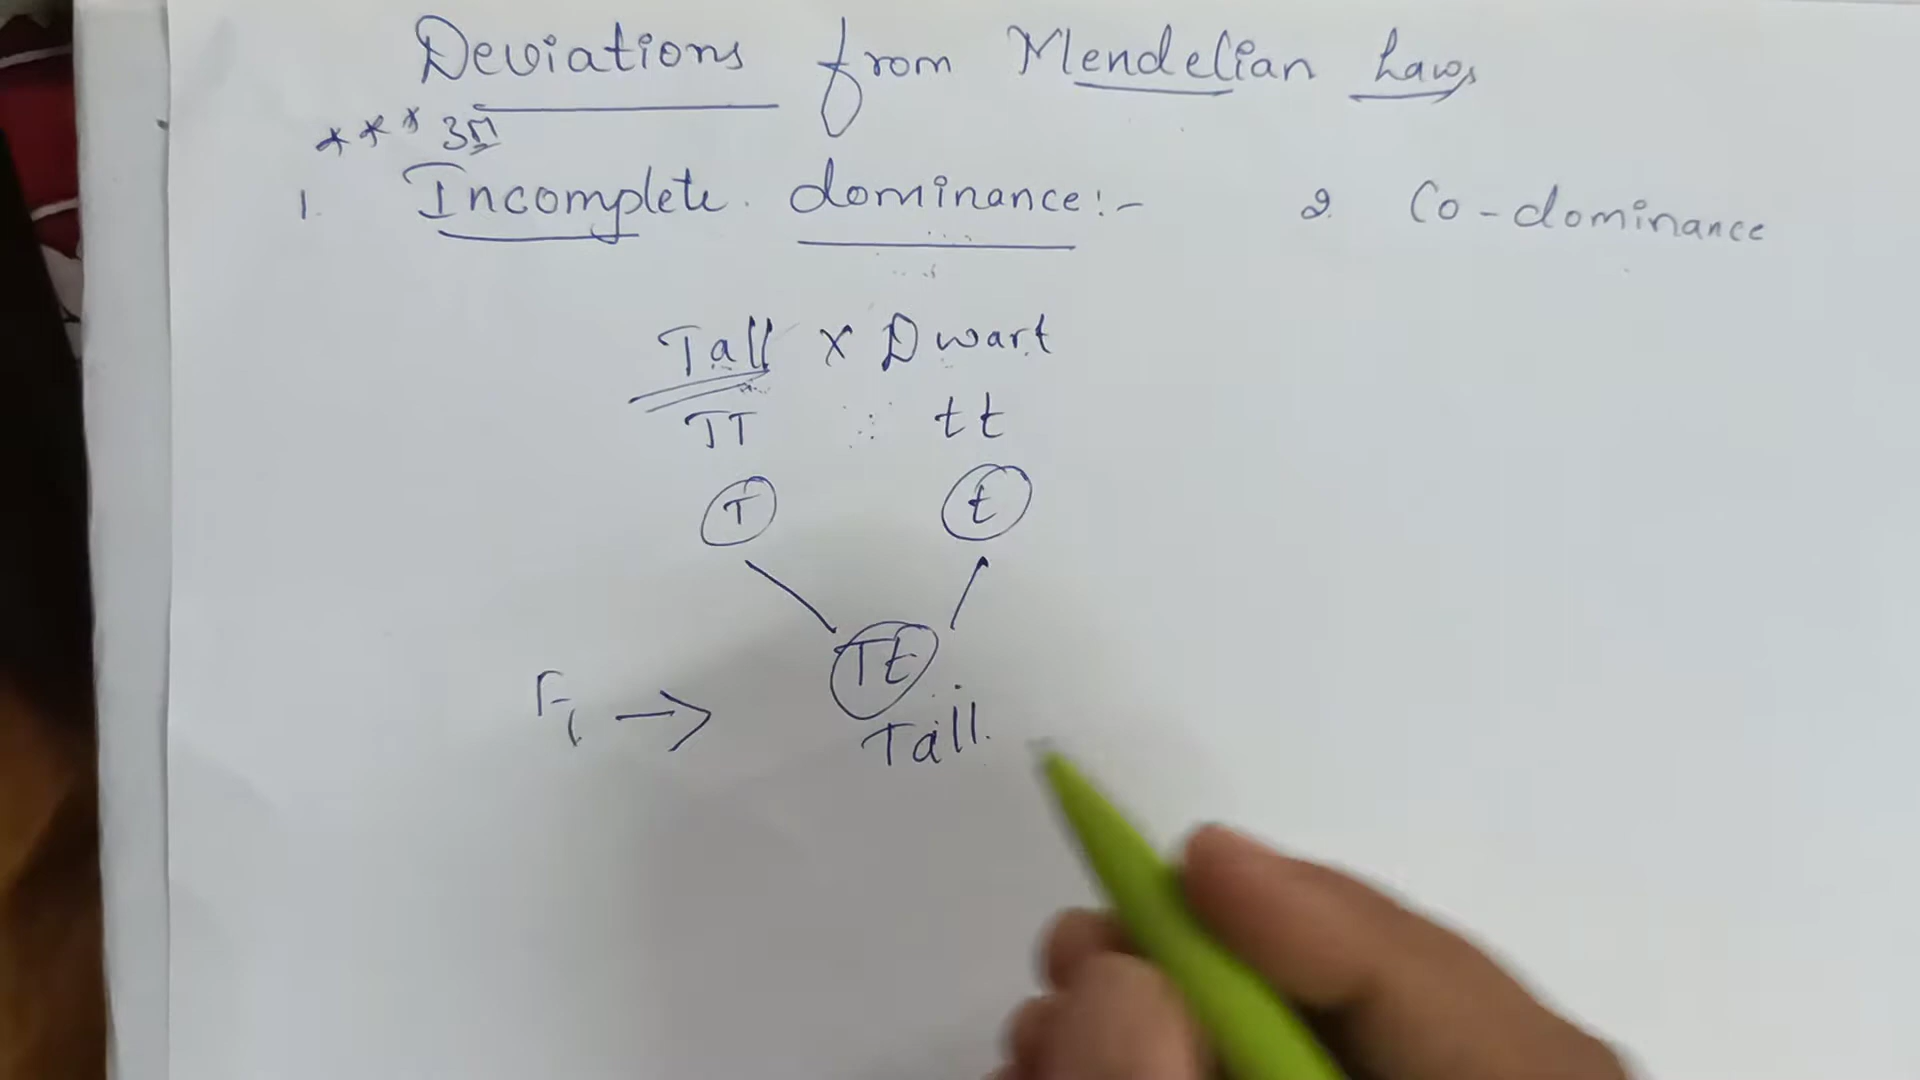 Deviations from Mendelian Laws
*** 3M
1. Incomplete dominance:-
2. Co-dominance
Tall x Dwarf
TT tt
T t
Tt
F1 →
Tall.